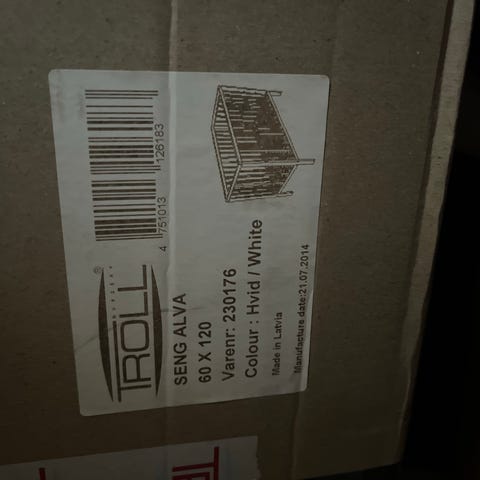 TROLL®
NURSERY
SENG ALVA
60 X 120
Varenr: 230176
Colour : Hvid / White
Made in Latvia
Manufacture date:21.07.2014
4 751013 126183